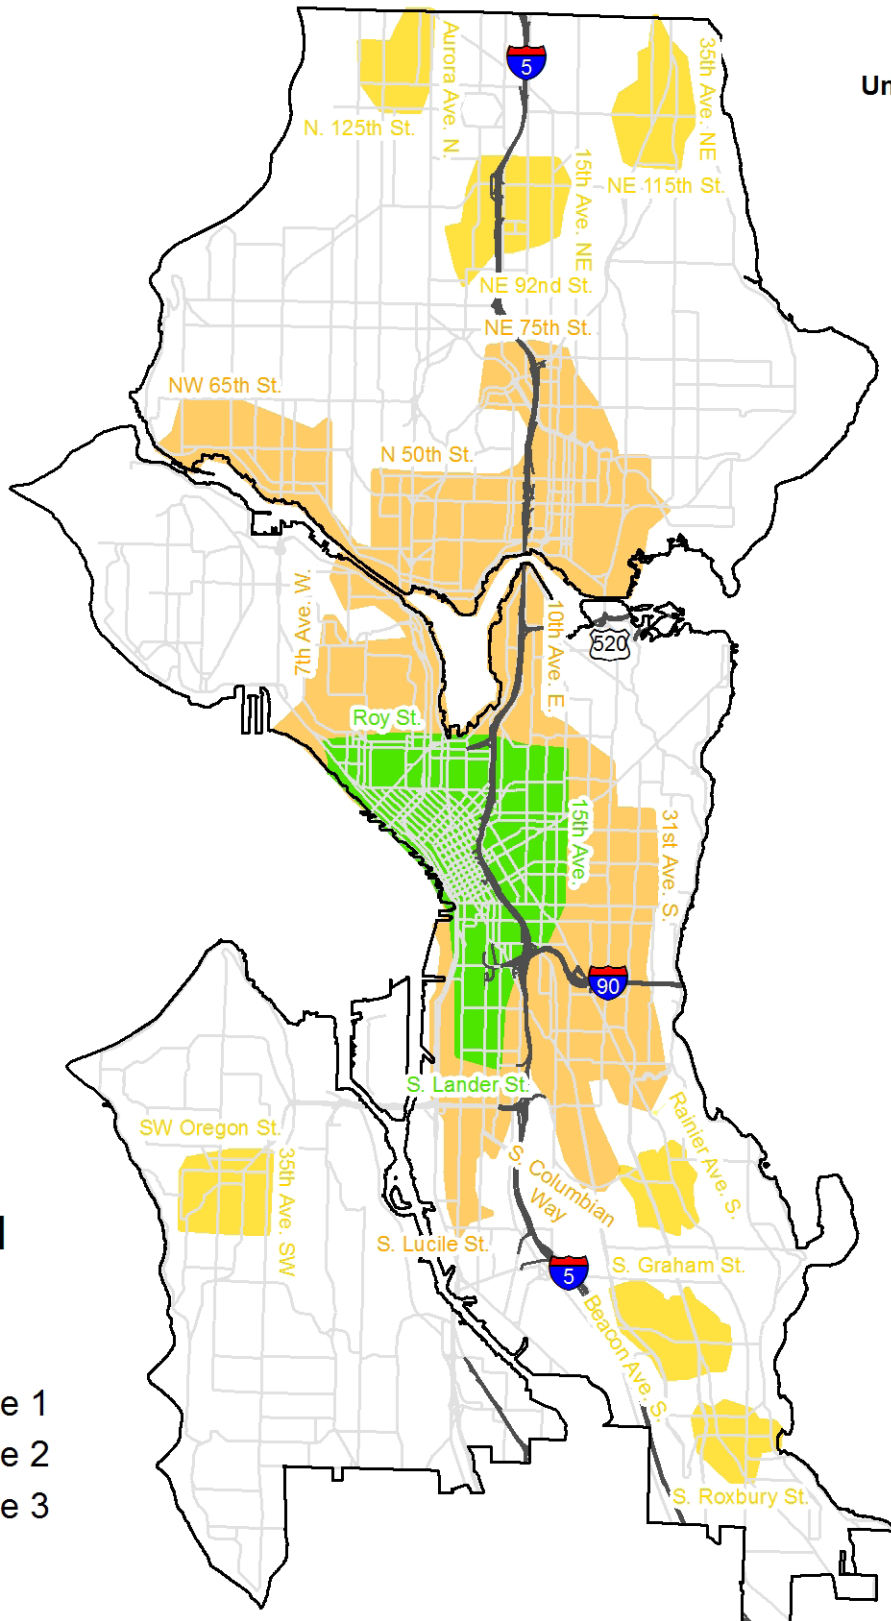 Un
5
Aurora Ave. N.
35th Ave. NE
N. 125th St.
15th Ave. NE
NE 115th St.
NE 92nd St.
NE 75th St.
NW 65th St.
N 50th St.
7th Ave. W.
10th Ave. E.
520
Roy St.
15th Ave.
31st Ave. S.
90
S. Lander St.
Rainier Ave. S.
SW Oregon St.
35th Ave. SW
S. Columbian
Way
S. Lucile St.
S. Graham St.
5
Beacon Ave. S.
e 1
e 2
e 3
S. Roxbury St.